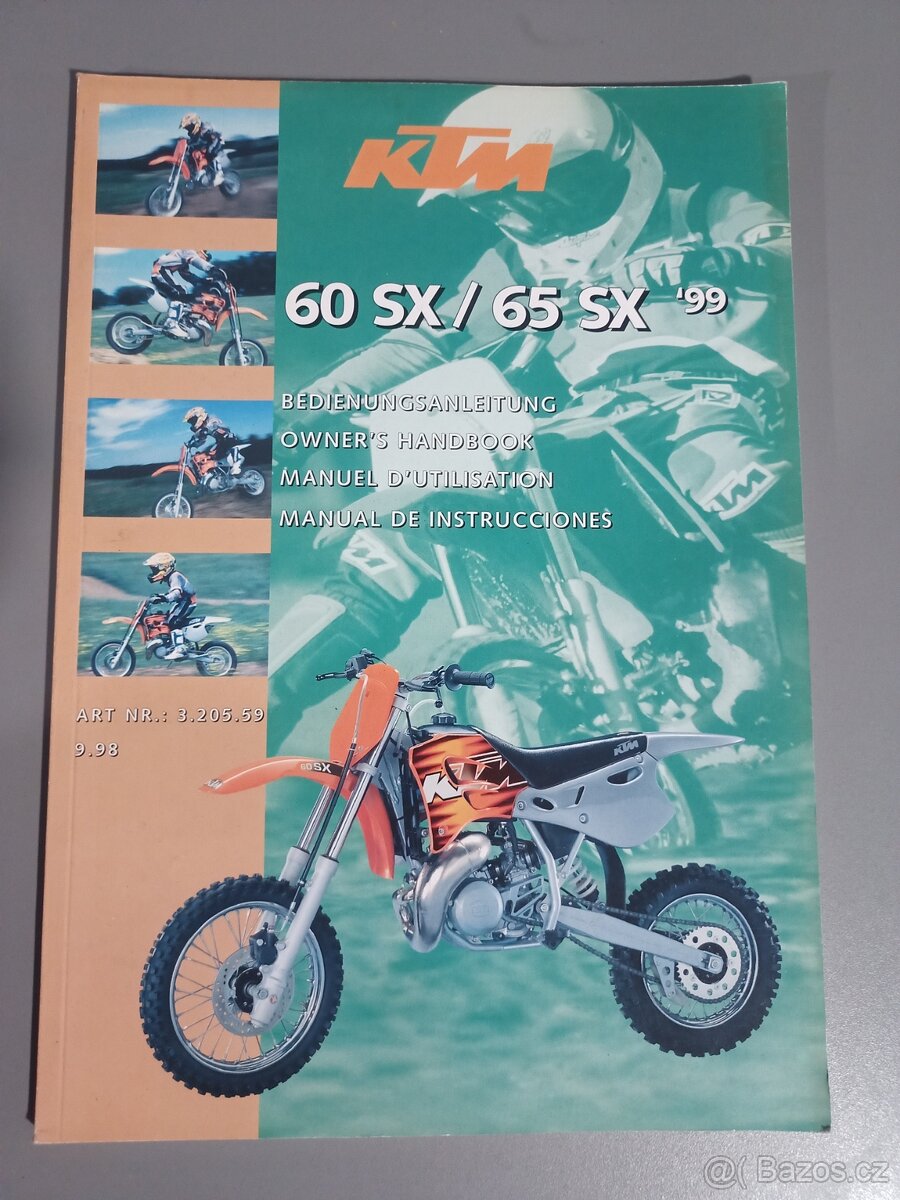 KTM
60 SX / 65 SX '99
BEDIENUNGSANLEITUNG
OWNER'S HANDBOOK
MANUEL D'UTILISATION
MANUAL DE INSTRUCCIONES
KTM
ART NR.: 3.205.59
9.98
60SX
KTM
KTM
@( Bazos.cz